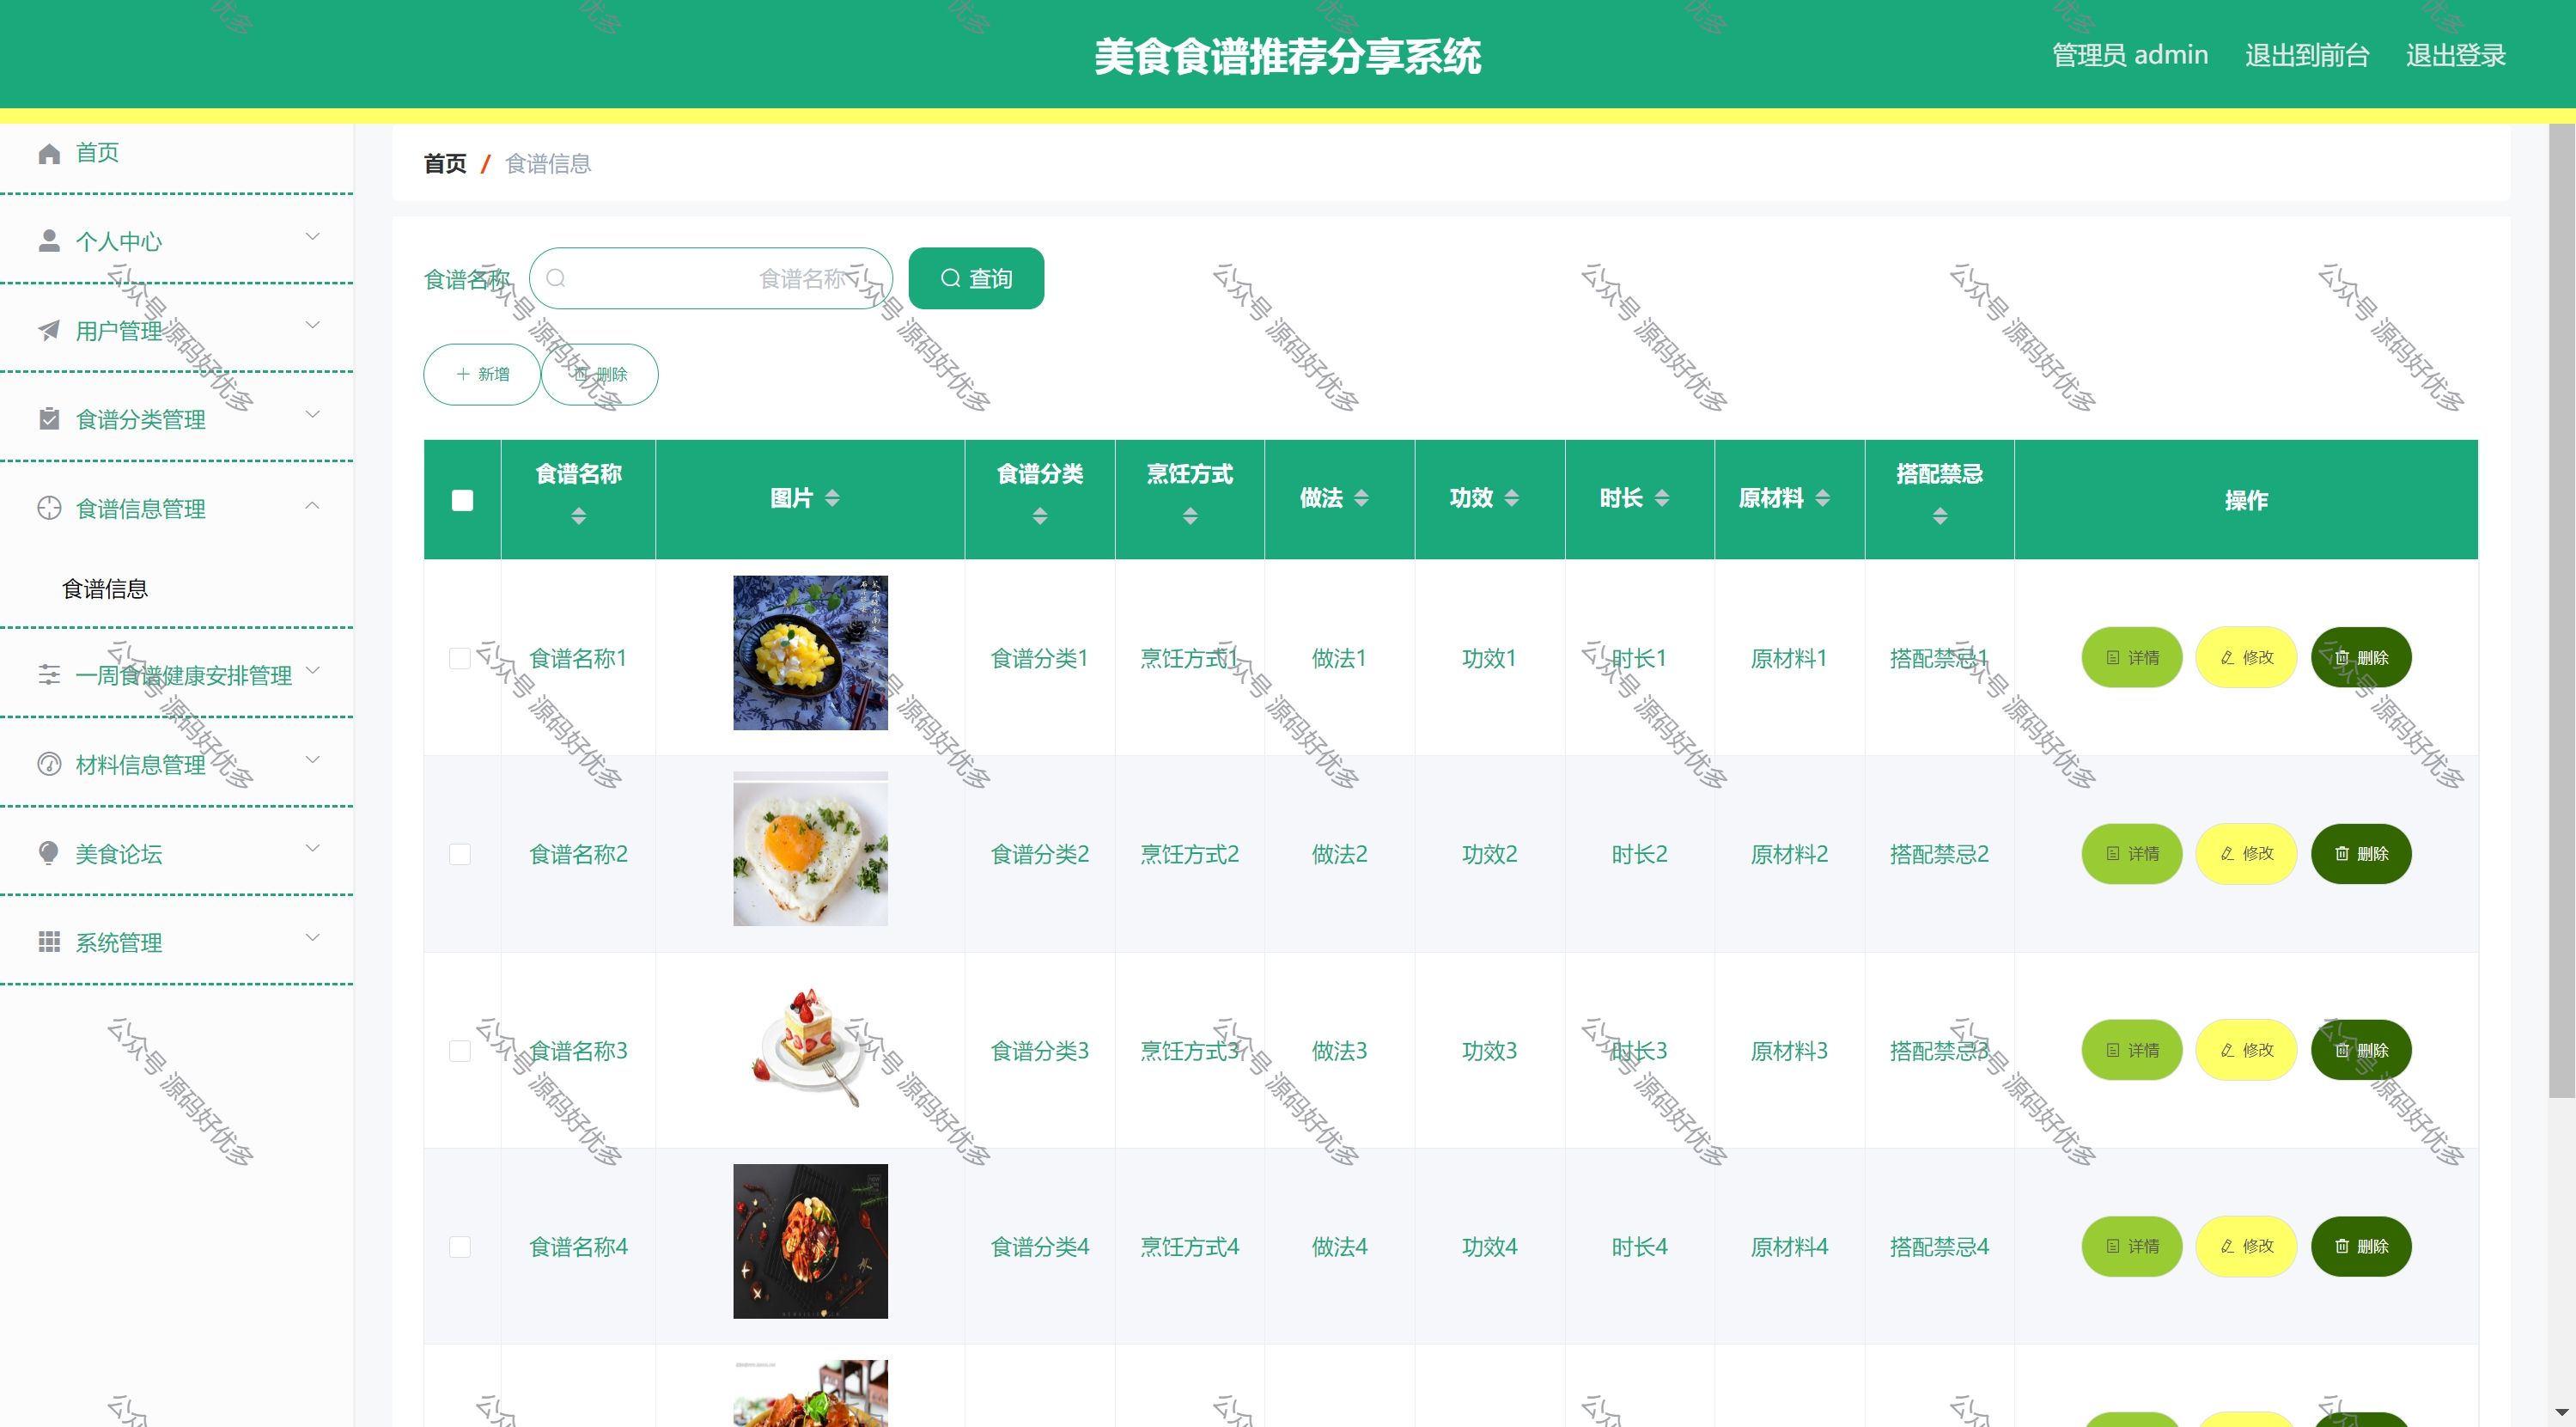 美食食谱推荐分享系统
管理员 admin 退出到前台 退出登录
首页
个人中心
用户管理
食谱分类管理
食谱信息管理
食谱信息
一周食谱健康安排管理
材料信息管理
美食论坛
系统管理
首页 / 食谱信息
食谱名称 食谱名称 查询
新增 删除
食谱名称 图片 食谱分类 烹饪方式 做法 功效 时长 原材料 搭配禁忌 操作
食谱名称1 食谱分类1 烹饪方式1 做法1 功效1 时长1 原材料1 搭配禁忌1 详情 修改 删除
食谱名称2 食谱分类2 烹饪方式2 做法2 功效2 时长2 原材料2 搭配禁忌2 详情 修改 删除
食谱名称3 食谱分类3 烹饪方式3 做法3 功效3 时长3 原材料3 搭配禁忌3 详情 修改 删除
食谱名称4 食谱分类4 烹饪方式4 做法4 功效4 时长4 原材料4 搭配禁忌4 详情 修改 删除
公众号 源码好优多